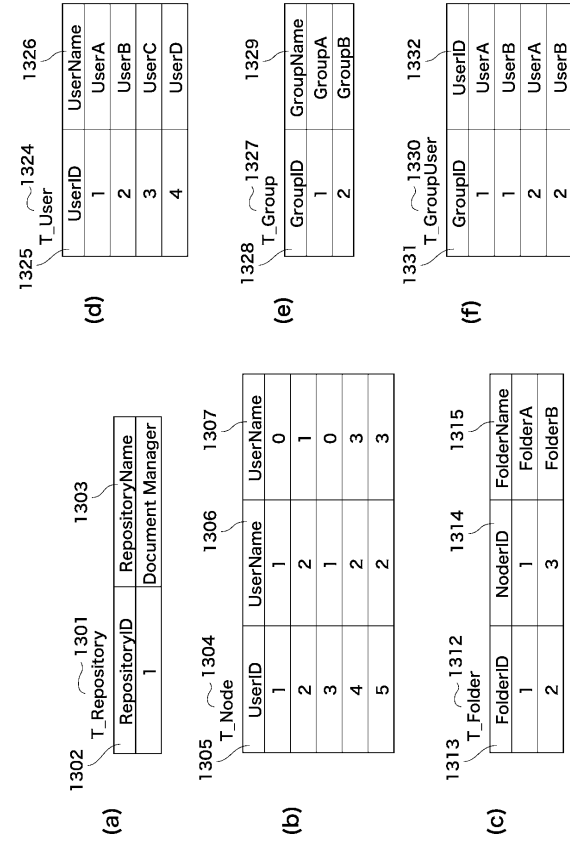 (a)
1301
T_Repository
1302 1303
RepositoryID RepositoryName
1 Document Manager
(b)
1304
T_Node
1305 1306 1307
UserID UserName UserName
1 1 0
2 2 1
3 1 0
4 2 3
5 2 3
(c)
1312
T_Folder
1313 1314 1315
FolderID NoderID FolderName
1 1 FolderA
2 3 FolderB
(d)
1324
T_User
1325 1326
UserID UserName
1 UserA
2 UserB
3 UserC
4 UserD
(e)
1327
T_Group
1328 1329
GroupID GroupName
1 GroupA
2 GroupB
(f)
1330
T_GroupUser
1331 1332
GroupID UserID
1 UserA
1 UserB
2 UserA
2 UserB